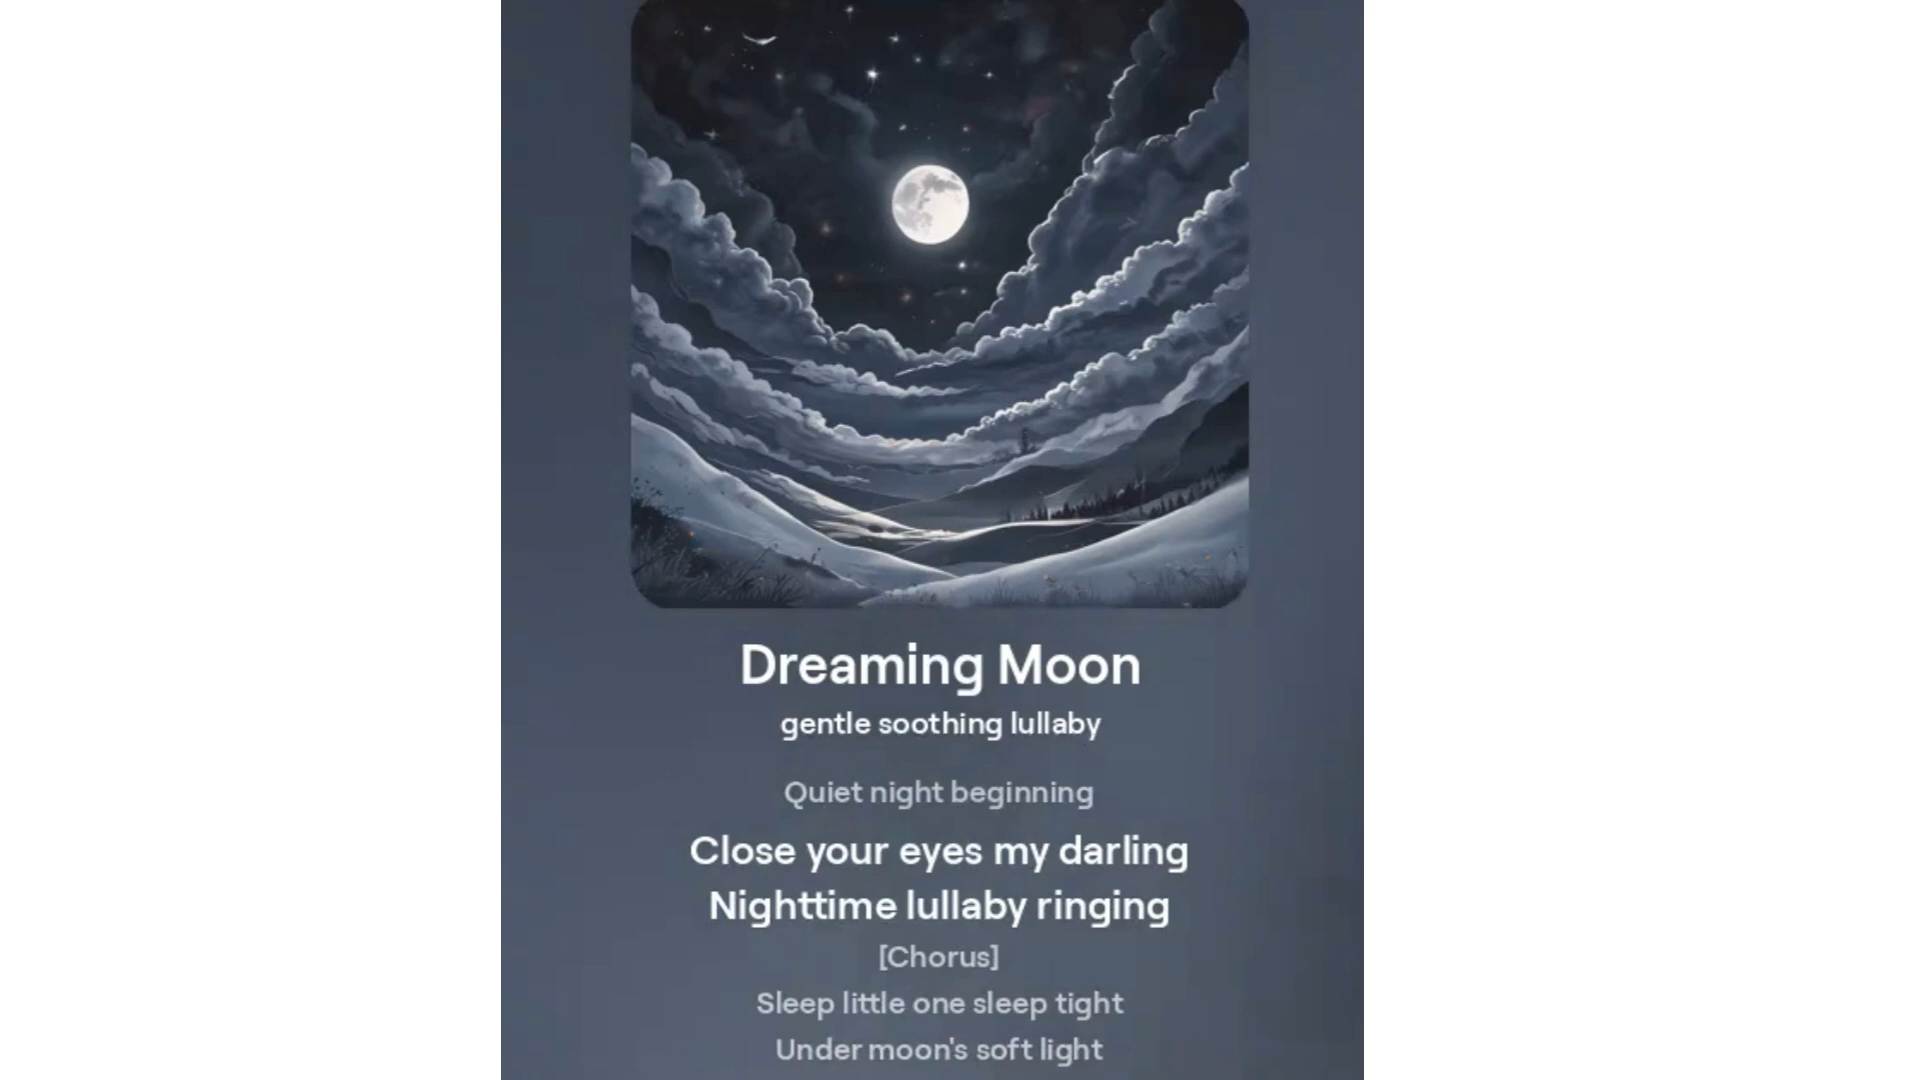 Dreaming Moon
gentle soothing lullaby
Quiet night beginning
Close your eyes my darling
Nighttime lullaby ringing
[Chorus]
Sleep little one sleep tight
Under moon's soft light